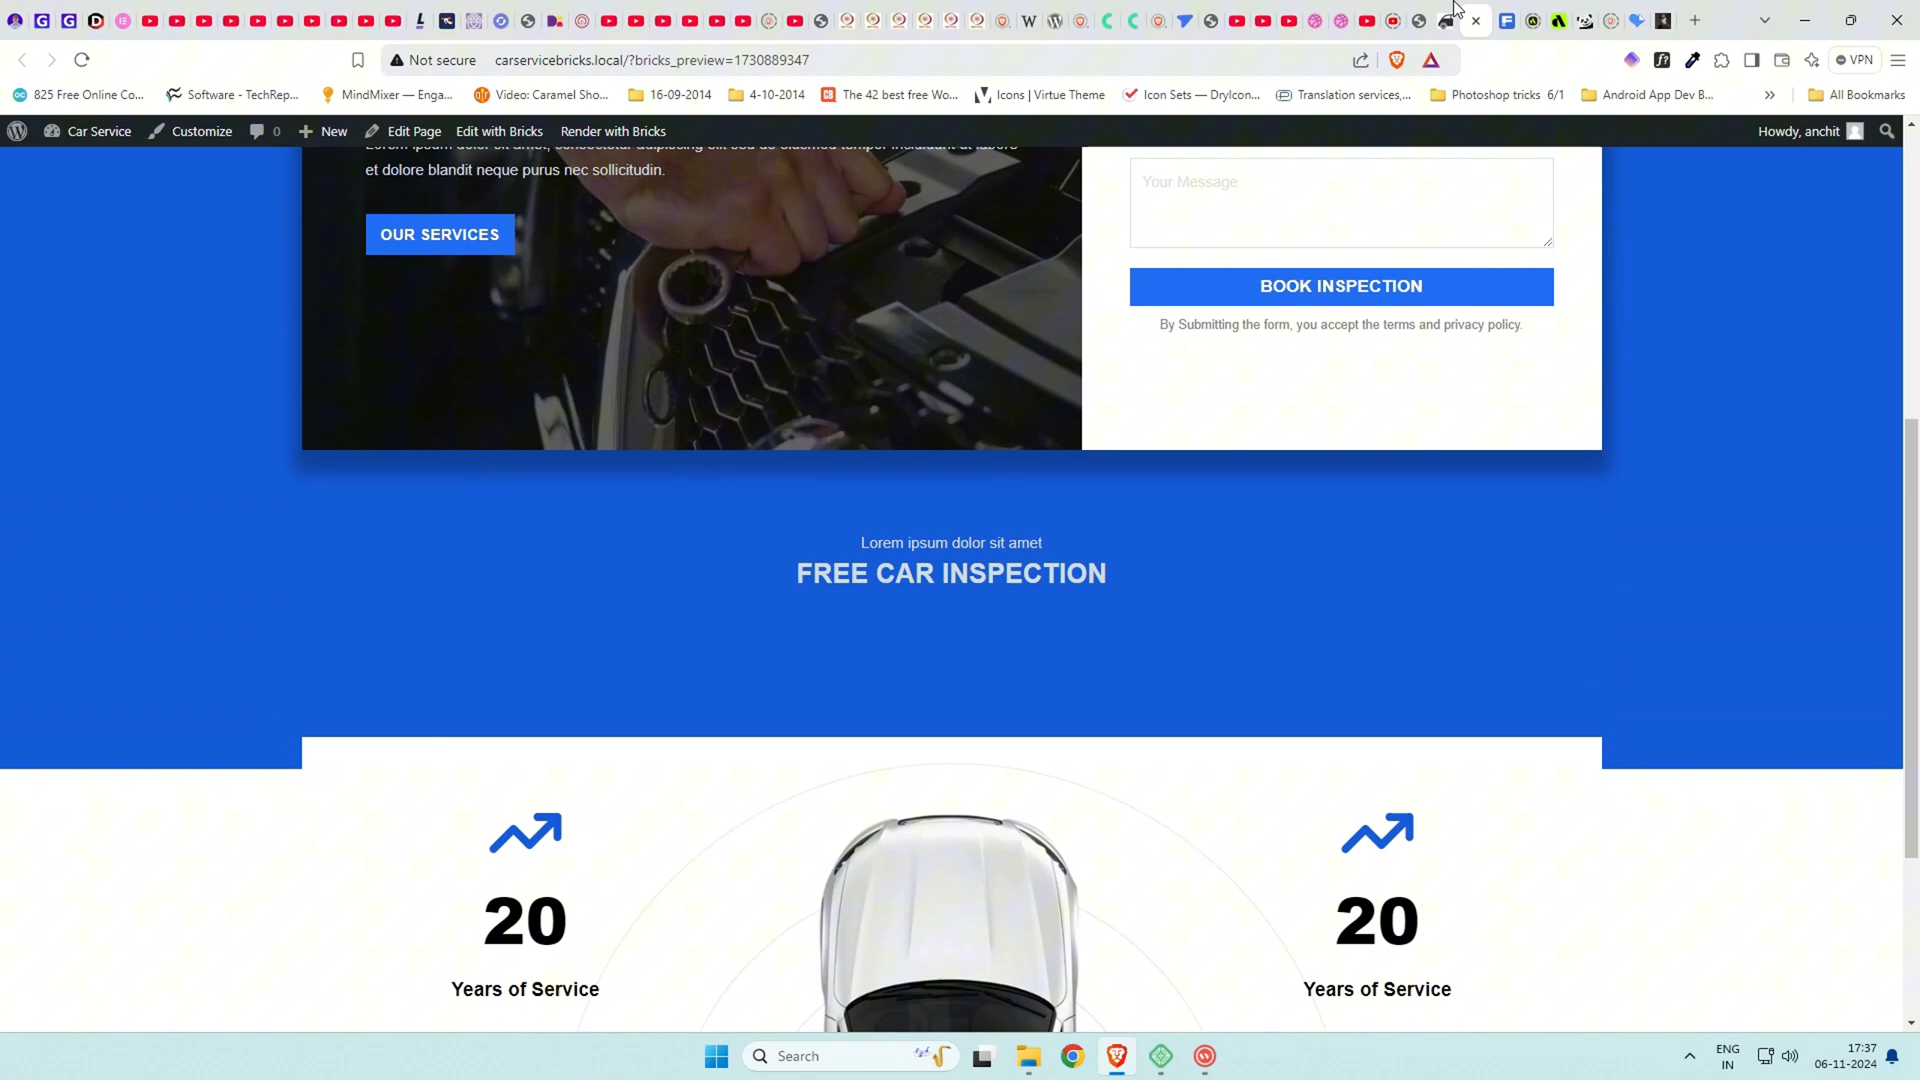 Not secure
carservicebricks.local/?bricks_preview=1730889347
VPN
825 Free Online Co...
Software - TechRep...
MindMixer — Enga...
Video: Caramel Sho...
16-09-2014
4-10-2014
The 42 best free Wo...
Icons | Virtue Theme
Icon Sets — DryIcon...
Translation services,...
Photoshop tricks 6/1
Android App Dev B...
All Bookmarks
Car Service
Customize
0
New
Edit Page
Edit with Bricks
Render with Bricks
Howdy, anchit
et dolore blandit neque purus nec sollicitudin.
OUR SERVICES
Your Message
BOOK INSPECTION
By Submitting the form, you accept the terms and privacy policy.
Lorem ipsum dolor sit amet
FREE CAR INSPECTION
20
Years of Service
20
Years of Service
Search
ENG
IN
17:37
06-11-2024